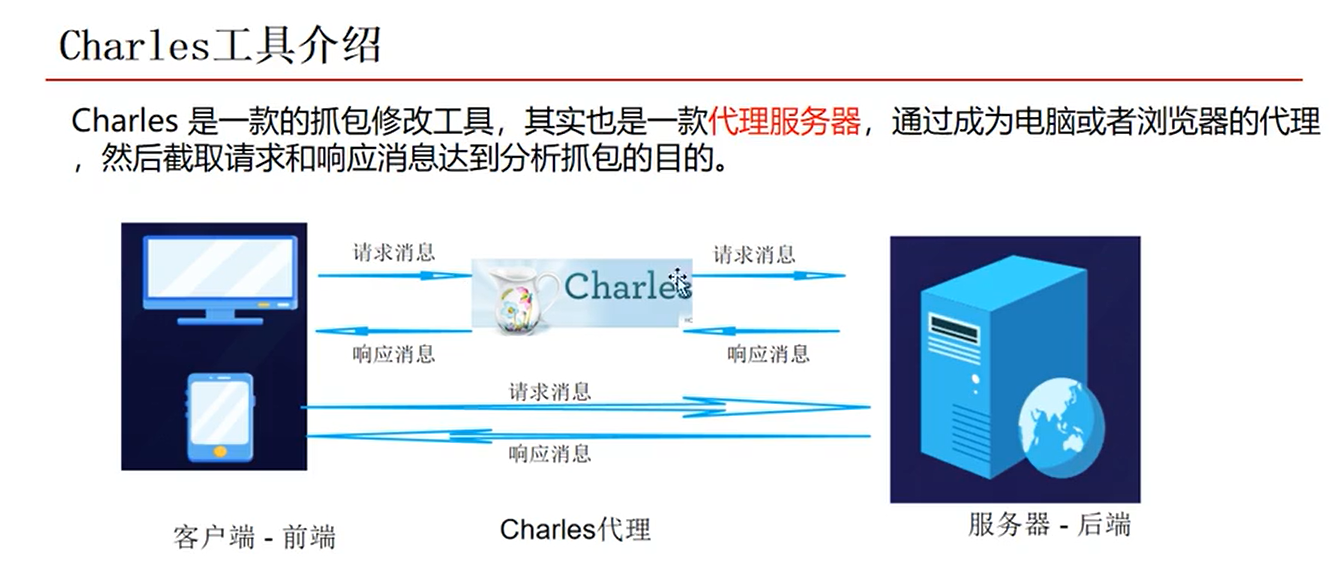 Charles工具介绍
Charles 是一款的抓包修改工具，其实也是一款代理服务器，通过成为电脑或者浏览器的代理
，然后截取请求和响应消息达到分析抓包的目的。
请求消息
请求消息
Charles
响应消息
响应消息
请求消息
响应消息
客户端 - 前端
Charles代理
服务器 - 后端